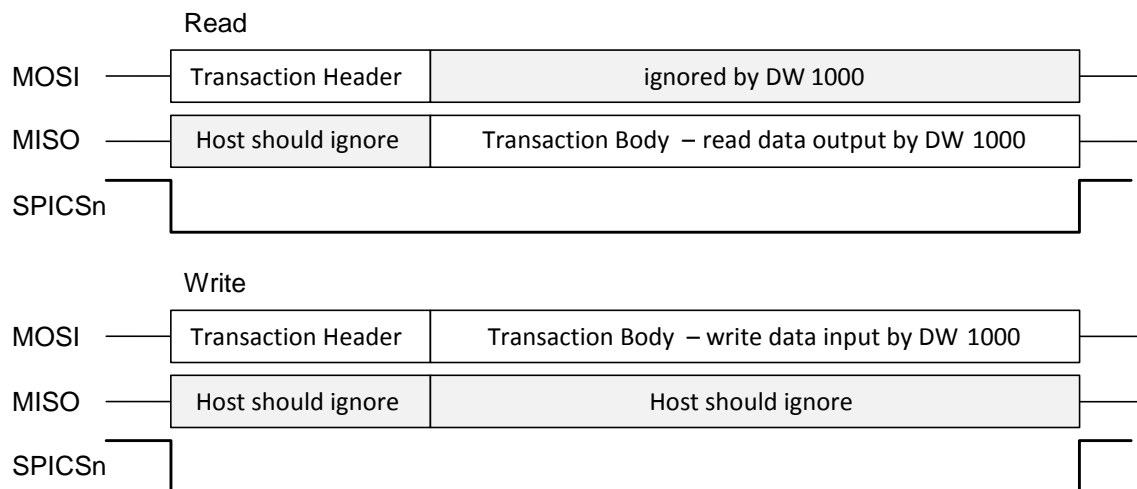 Read
MOSI Transaction Header ignored by DW 1000
MISO Host should ignore Transaction Body – read data output by DW 1000
SPICSn
Write
MOSI Transaction Header Transaction Body – write data input by DW 1000
MISO Host should ignore Host should ignore
SPICSn